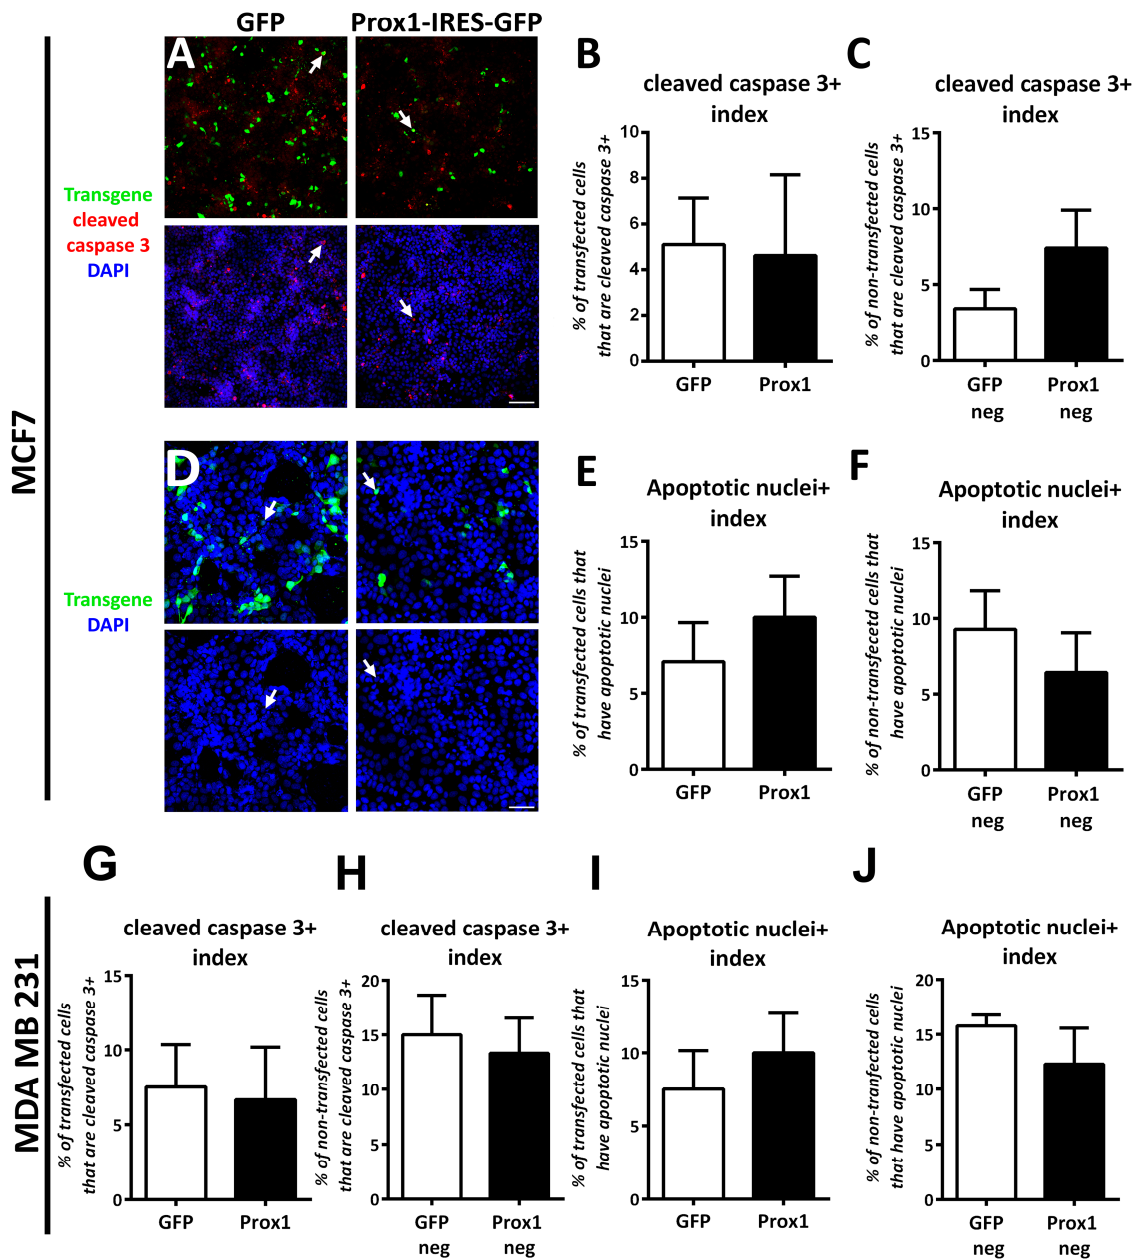 GFP
Prox1-IRES-GFP
MCF7
A
Transgene
cleaved
caspase 3
DAPI
B
cleaved caspase 3+
index
% of transfected cells
that are cleaved caspase 3+
10
8
6
4
2
0
GFP
Prox1
C
cleaved caspase 3+
index
% of non-transfected cells
that are cleaved caspase 3+
15
10
5
0
GFP
neg
Prox1
neg
D
Transgene
DAPI
E
Apoptotic nuclei+
index
% of transfected cells that
have apoptotic nuclei
15
10
5
0
GFP
Prox1
F
Apoptotic nuclei+
index
% of non-transfecetd cells that
have apoptotic nuclei
15
10
5
0
GFP
neg
Prox1
neg
MDA MB 231
G
cleaved caspase 3+
index
% of transfected cells
that are cleaved caspase 3+
15
10
5
0
GFP
Prox1
H
cleaved caspase 3+
index
% of non-transfected cells
that are cleaved caspase 3+
20
15
10
5
0
GFP
neg
Prox1
neg
I
Apoptotic nuclei+
index
% of transfected cells that
have apoptotic nuclei
15
10
5
0
GFP
Prox1
J
Apoptotic nuclei+
index
% of non-tranfected cells
that have apoptotic nuclei
20
15
10
5
0
GFP
neg
Prox1
neg